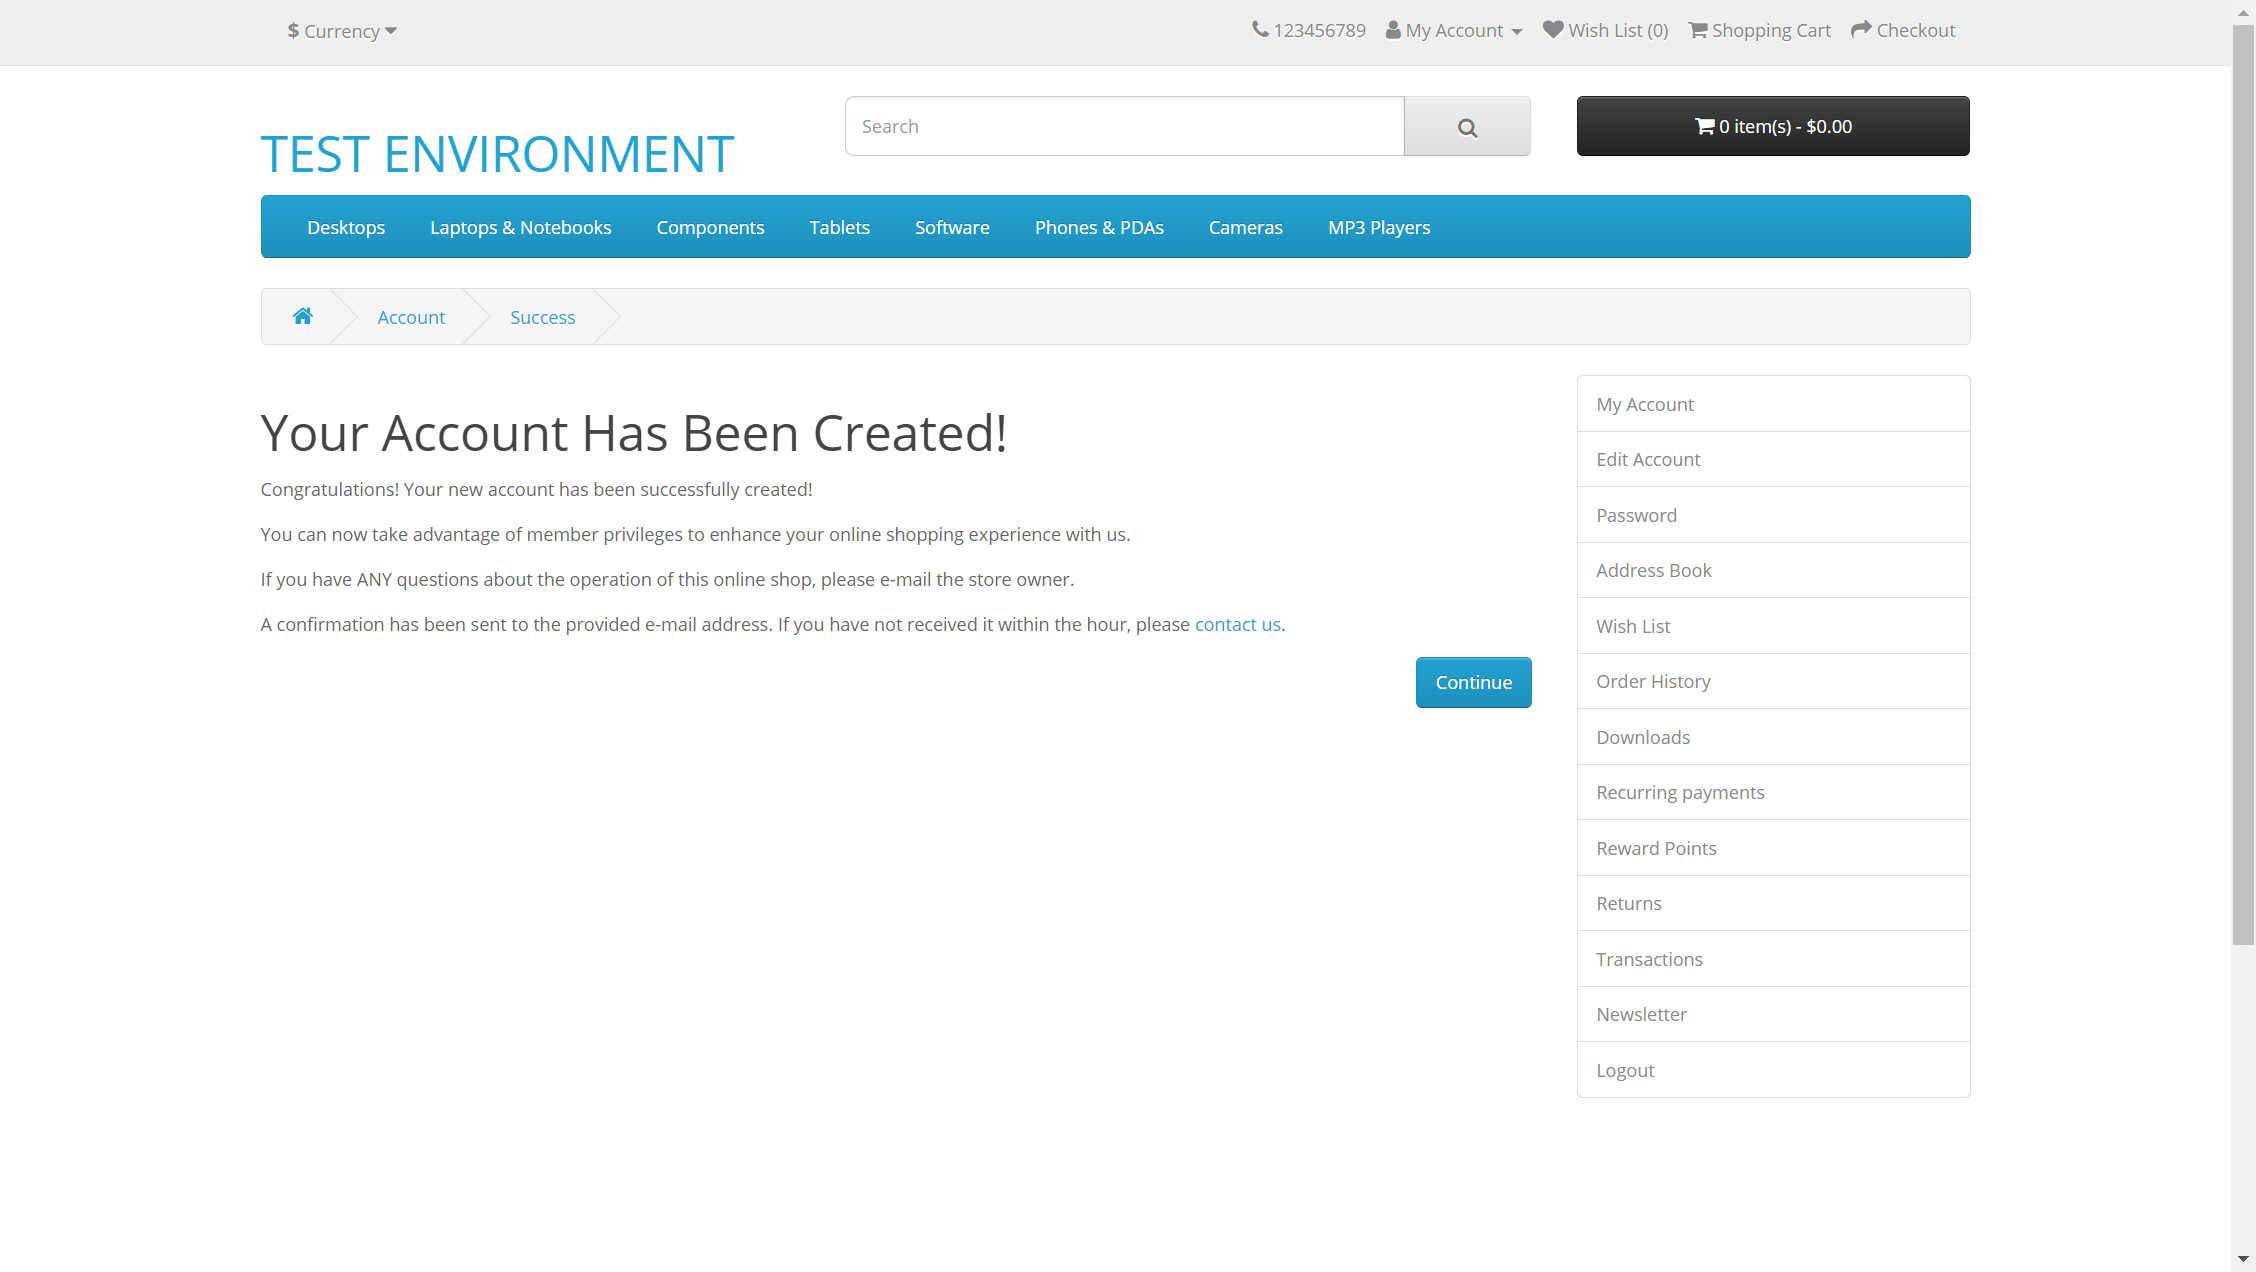 $ Currency
123456789 My Account Wish List (0) Shopping Cart Checkout
TEST ENVIRONMENT
Search
0 item(s) - $0.00
Desktops Laptops & Notebooks Components Tablets Software Phones & PDAs Cameras MP3 Players
Account Success
Your Account Has Been Created!
Congratulations! Your new account has been successfully created!
You can now take advantage of member privileges to enhance your online shopping experience with us.
If you have ANY questions about the operation of this online shop, please e-mail the store owner.
A confirmation has been sent to the provided e-mail address. If you have not received it within the hour, please contact us.
Continue
My Account
Edit Account
Password
Address Book
Wish List
Order History
Downloads
Recurring payments
Reward Points
Returns
Transactions
Newsletter
Logout